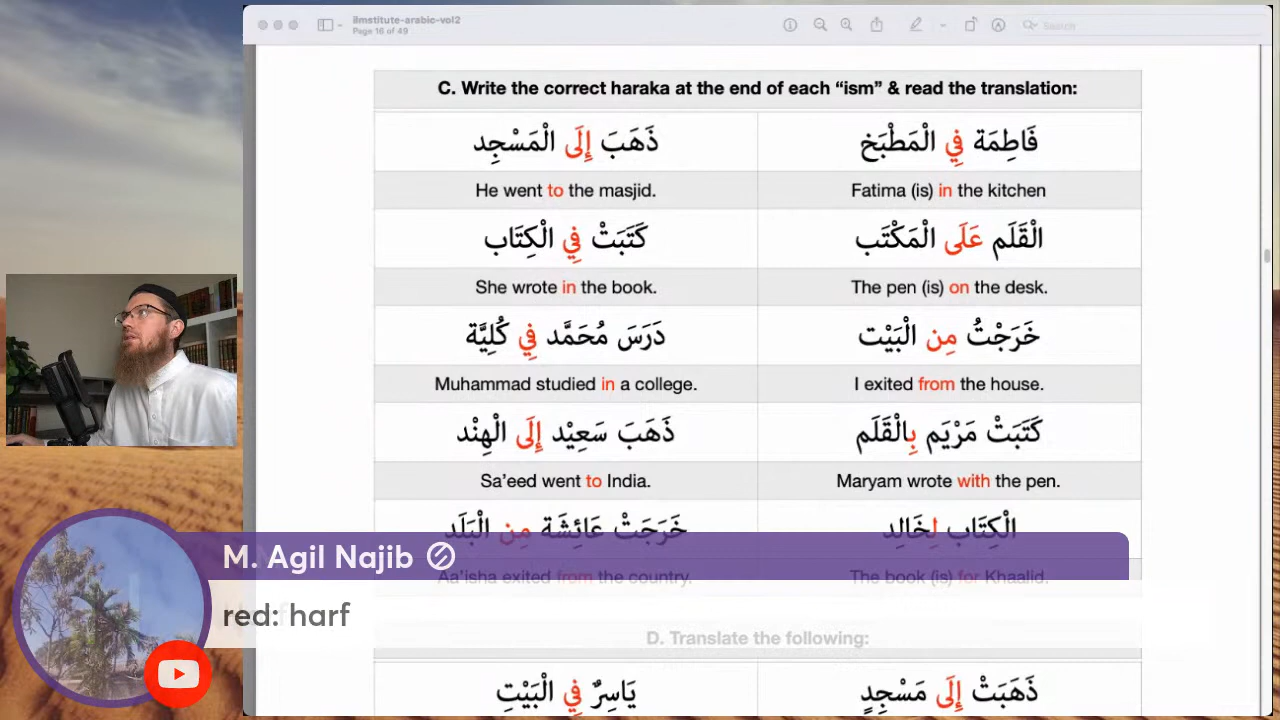 ilmstitute-arabic-vol2
Page 16 of 49
Search
C. Write the correct haraka at the end of each “ism” & read the translation:
فَاطِمَة فِي الْمَطْبَخ
ذَهَبَ إِلَى الْمَسْجِد
Fatima (is) in the kitchen
He went to the masjid.
الْقَلَم عَلَى الْمَكْتَب
كَتَبَتْ فِي الْكِتَاب
The pen (is) on the desk.
She wrote in the book.
خَرَجْتُ مِن الْبَيْت
دَرَسَ مُحَمَّد فِي كُلِيَّة
I exited from the house.
Muhammad studied in a college.
كَتَبَتْ مَرْيَم بِالْقَلَم
ذَهَبَ سَعِيْد إِلَى الْهِنْد
Maryam wrote with the pen.
Sa’eed went to India.
الْكِتَاب لِخَالِد
خَرَجَتْ عَائِشَة مِن الْبَلَد
The book (is) for Khaalid.
Aa’isha exited from the country.
D. Translate the following:
ذَهَبَتْ إِلَى مَسْجِدٍ
يَاسِرٌ فِي الْبَيْتِ
M. Agil Najib
red: harf